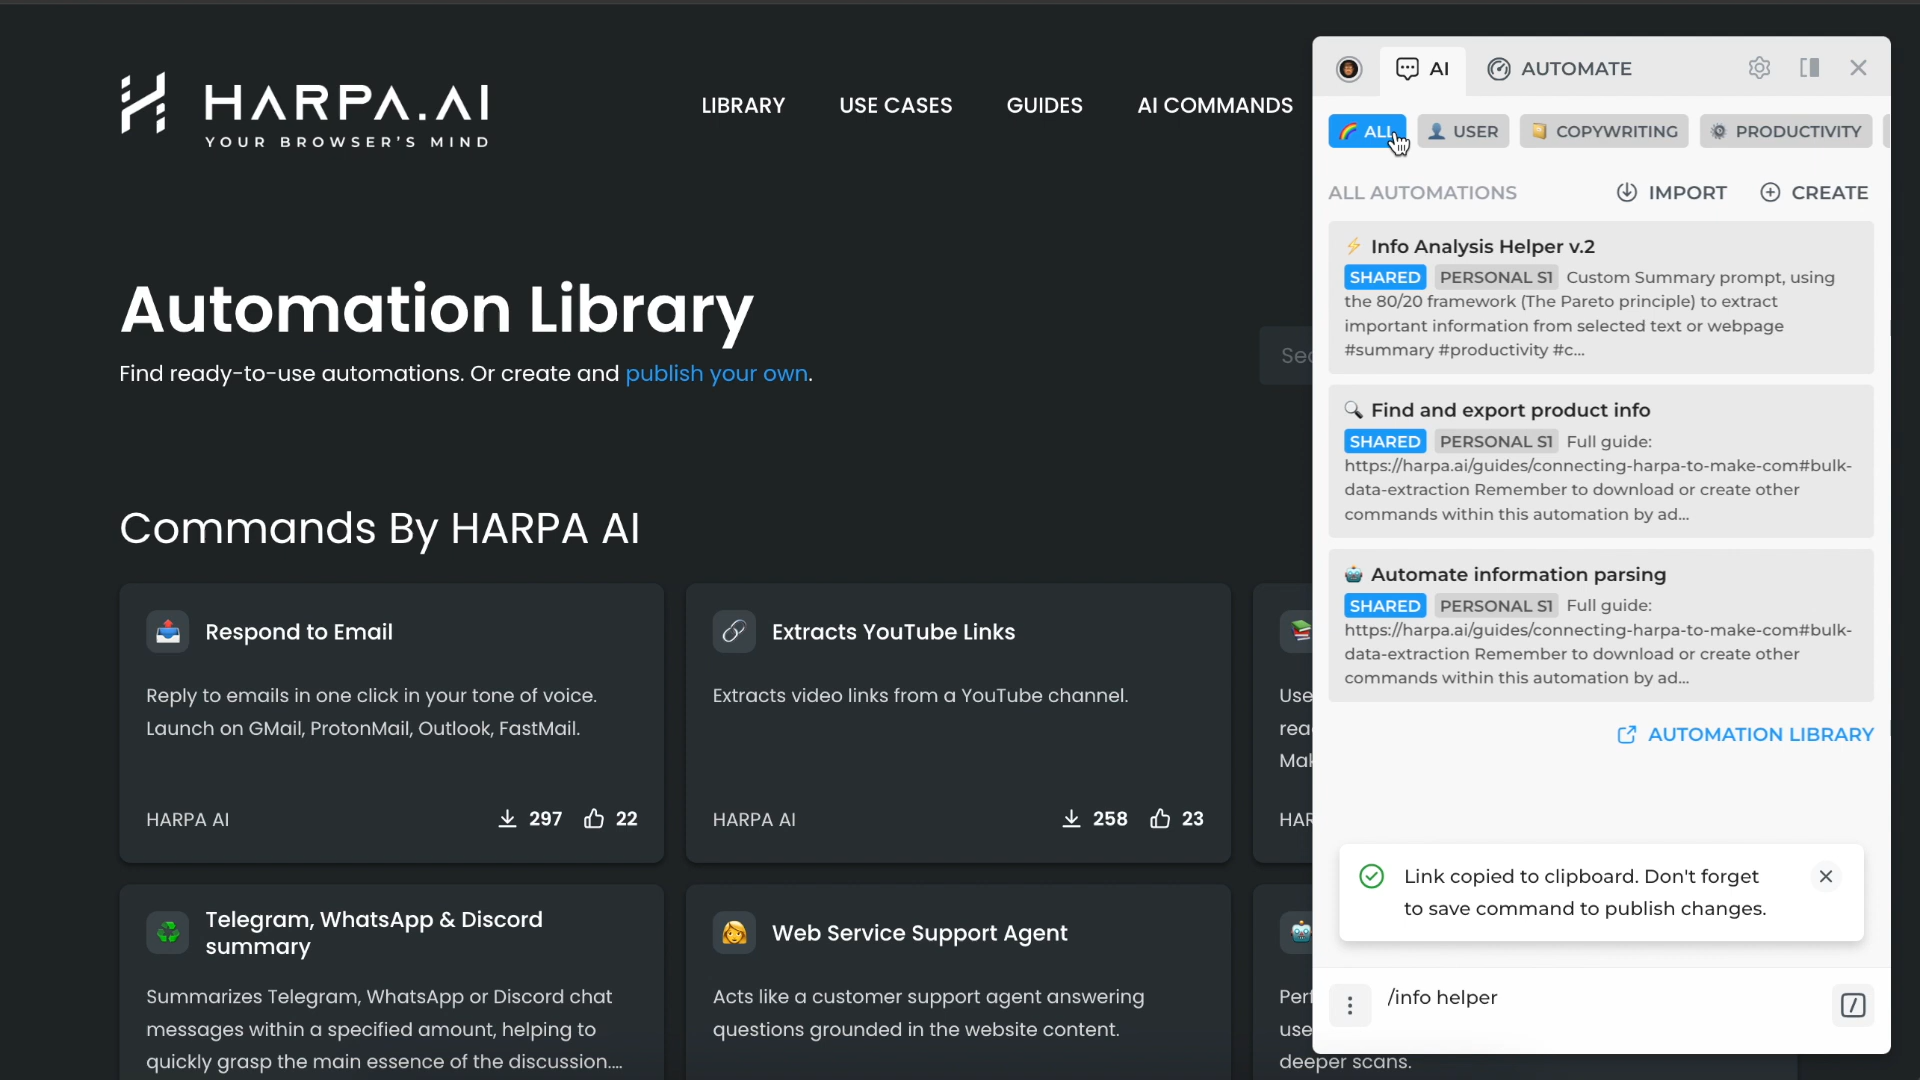 HARPA.AI
YOUR BROWSER'S MIND
LIBRARY
USE CASES
GUIDES
AI COMMANDS
Automation Library
Find ready-to-use automations. Or create and publish your own.
Commands By HARPA AI
Respond to Email
Reply to emails in one click in your tone of voice.
Launch on GMail, ProtonMail, Outlook, FastMail.
HARPA AI
297
22
Extracts YouTube Links
Extracts video links from a YouTube channel.
HARPA AI
258
23
Telegram, WhatsApp & Discord
summary
Summarizes Telegram, WhatsApp or Discord chat
messages within a specified amount, helping to
quickly grasp the main essence of the discussion....
Web Service Support Agent
Acts like a customer support agent answering
questions grounded in the website content.
deeper scans.
AI
AUTOMATE
ALL
USER
COPYWRITING
PRODUCTIVITY
ALL AUTOMATIONS
IMPORT
CREATE
Info Analysis Helper v.2
SHARED PERSONAL S1 Custom Summary prompt, using
the 80/20 framework (The Pareto principle) to extract
important information from selected text or webpage
#summary #productivity #c...
Find and export product info
SHARED PERSONAL S1 Full guide:
https://harpa.ai/guides/connecting-harpa-to-make-com#bulk-
data-extraction Remember to download or create other
commands within this automation by ad...
Automate information parsing
SHARED PERSONAL S1 Full guide:
https://harpa.ai/guides/connecting-harpa-to-make-com#bulk-
data-extraction Remember to download or create other
commands within this automation by ad...
AUTOMATION LIBRARY
Link copied to clipboard. Don't forget
to save command to publish changes.
/info helper